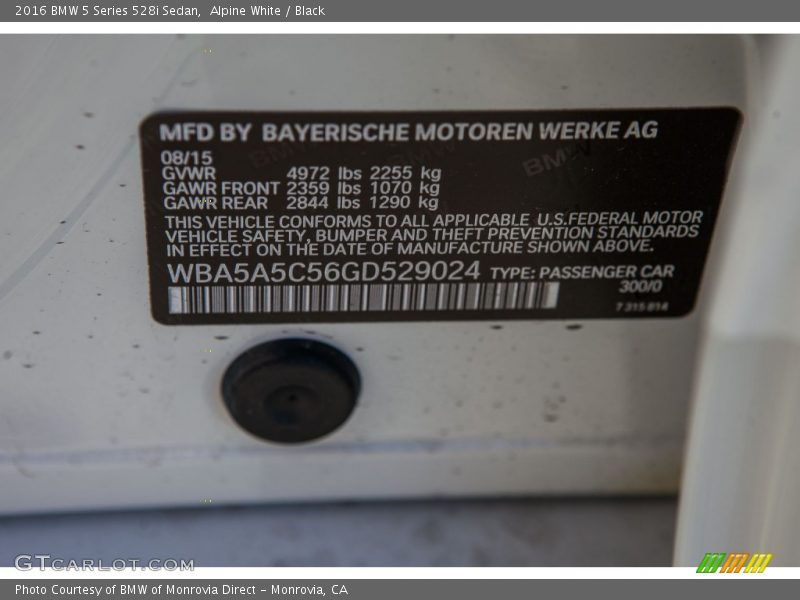 2016 BMW 5 Series 528i Sedan,  Alpine White / Black
MFD BY BAYERISCHE MOTOREN WERKE AG
08/15
GVWR 4972 lbs 2255 kg
GAWR FRONT 2359 lbs 1070 kg
GAWR REAR 2844 lbs 1290 kg
THIS VEHICLE CONFORMS TO ALL APPLICABLE U.S.FEDERAL MOTOR
VEHICLE SAFETY, BUMPER AND THEFT PREVENTION STANDARDS
IN EFFECT ON THE DATE OF MANUFACTURE SHOWN ABOVE.
WBA5A5C56GD529024 TYPE: PASSENGER CAR
300/0
7 315 814
GTCARLOT.COM
Photo Courtesy of BMW of Monrovia Direct – Monrovia, CA